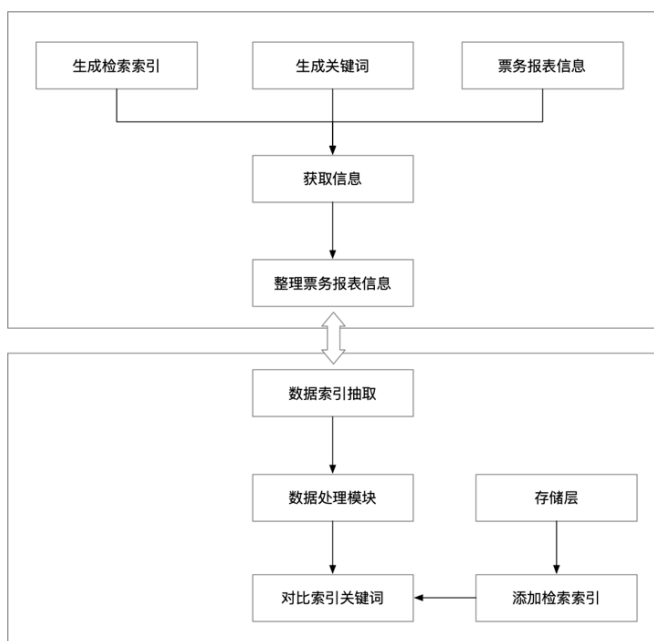 生成检索索引
生成关键词
票务报表信息
获取信息
整理票务报表信息
数据索引抽取
数据处理模块
存储层
对比索引关键词
添加检索索引